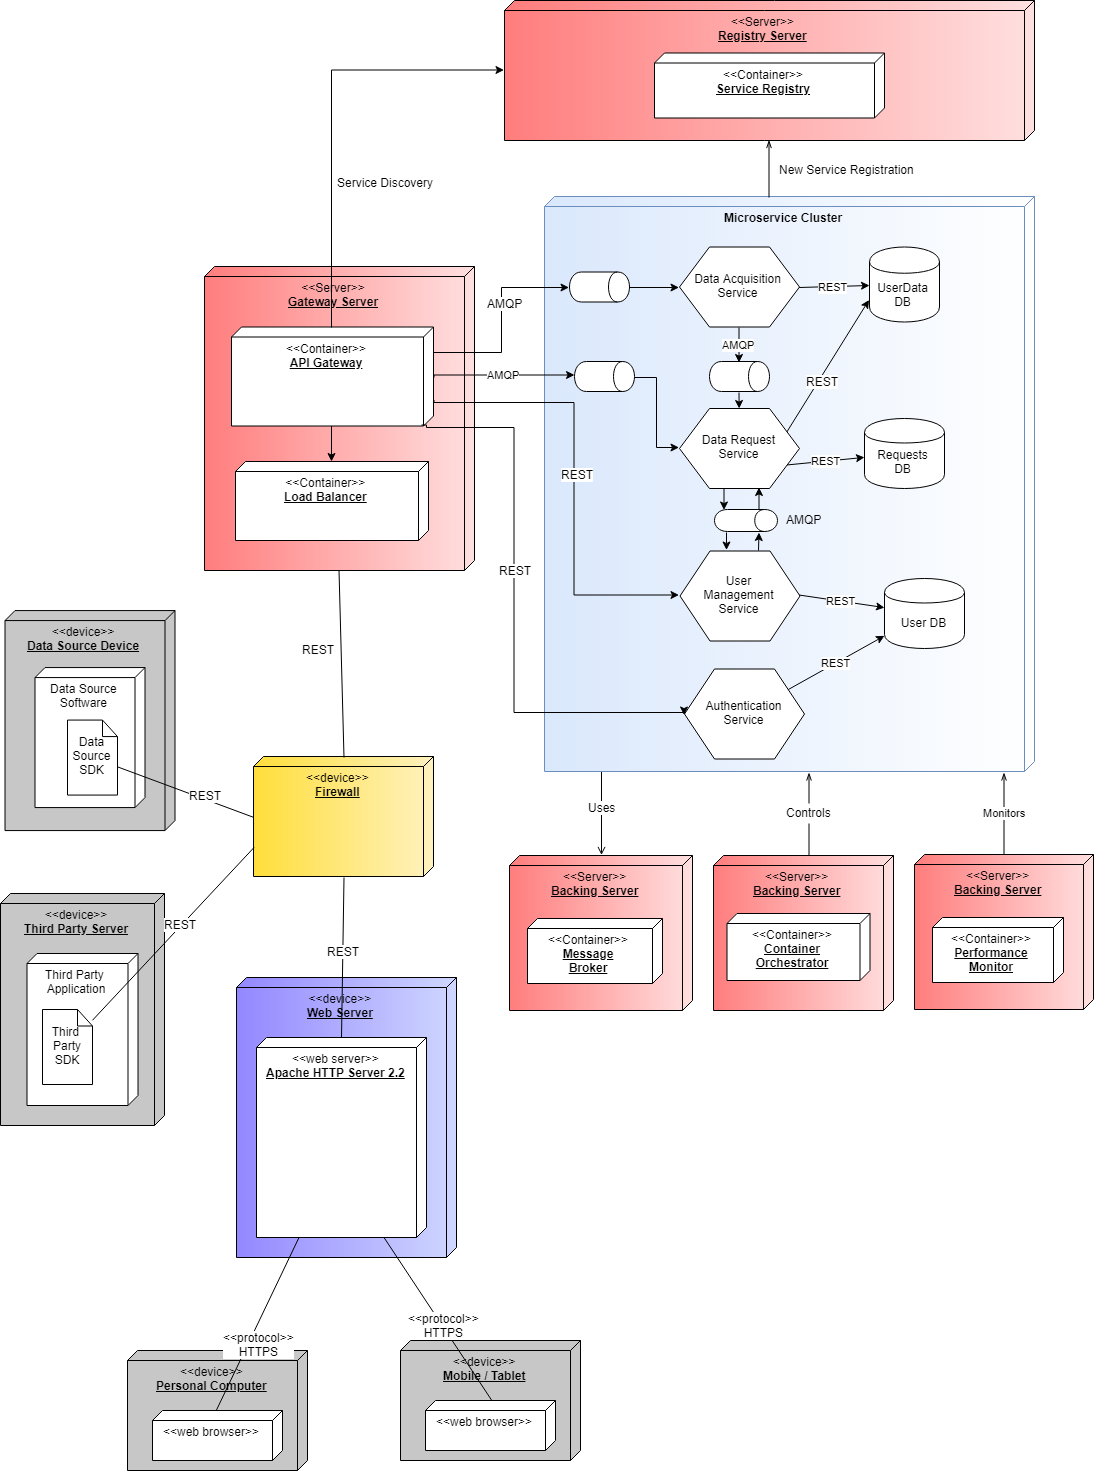 <<Server>>
Registry Server
<<Container>>
Service Registry
Service Discovery
New Service Registration
Microservice Cluster
<<Server>>
Gateway Server
<<Container>>
API Gateway
<<Container>>
Load Balancer
AMQP
AMQP
REST
REST
Data Acquisition
Service
REST
UserData
DB
AMQP
REST
Data Request
Service
REST
Requests
DB
AMQP
User
Management
Service
REST
User DB
REST
Authentication
Service
REST
<<device>>
Data Source Device
Data Source
Software
Data
Source
SDK
REST
<<device>>
Firewall
Uses
Controls
Monitors
<<Server>>
Backing Server
<<Container>>
Message
Broker
<<Server>>
Backing Server
<<Container>>
Container
Orchestrator
<<Server>>
Backing Server
<<Container>>
Performance
Monitor
<<device>>
Third Party Server
Third Party
Application
Third
Party
SDK
REST
REST
<<device>>
Web Server
<<web server>>
Apache HTTP Server 2.2
<<protocol>>
HTTPS
<<protocol>>
HTTPS
<<device>>
Personal Computer
<<web browser>>
<<device>>
Mobile / Tablet
<<web browser>>